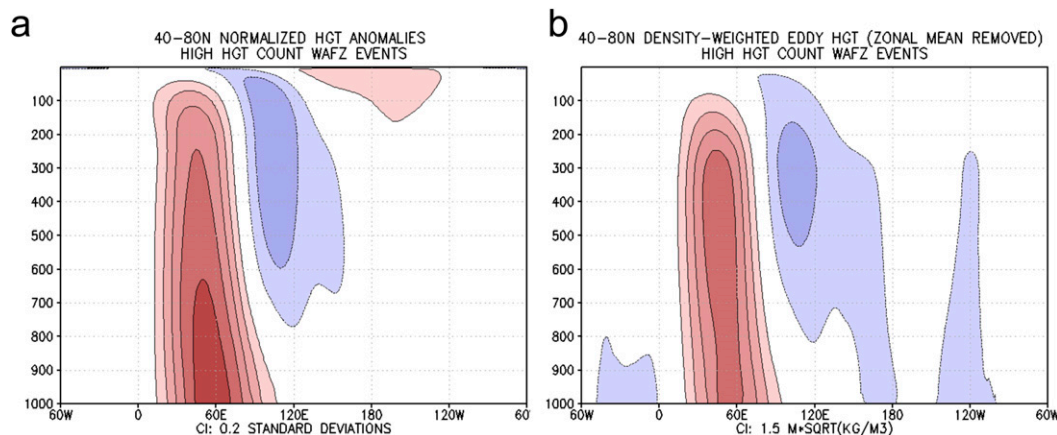 a
40-80N NORMALIZED HGT ANOMALIES
HIGH HGT COUNT WAFZ EVENTS
100
200
300
400
500
600
700
800
900
1000
60W 0 60E 120E 180 120W 60
CI: 0.2 STANDARD DEVIATIONS
b
40-80N DENSITY-WEIGHTED EDDY HGT (ZONAL MEAN REMOVED)
HIGH HGT COUNT WAFZ EVENTS
100
200
300
400
500
600
700
800
900
1000
60W 0 60E 120E 180 120W 60
CI: 1.5 M*SQRT(KG/M3)